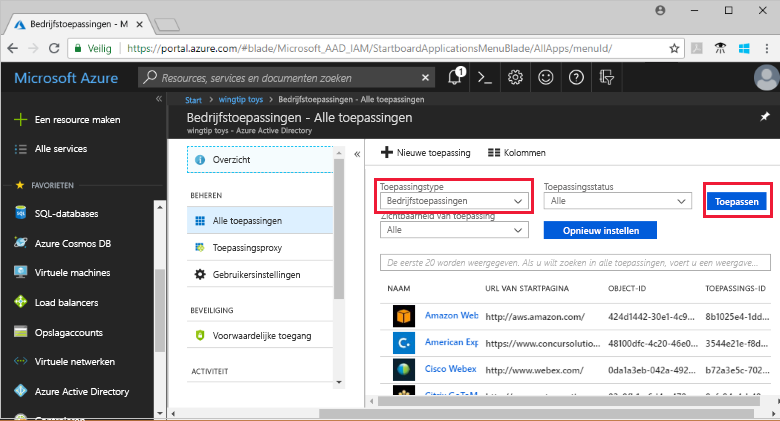 Bedrijfstoepassingen - M
Veilig https://portal.azure.com/#blade/Microsoft_AAD_IAM/StartboardApplicationsMenuBlade/AllApps/menuId/
Microsoft Azure
Resources, services en documenten zoeken
1
Start > wingtip toys > Bedrijfstoepassingen - Alle toepassingen
Bedrijfstoepassingen - Alle toepassingen
wingtip toys - Azure Active Directory
Een resource maken
Alle services
FAVORIETEN
SQL-databases
Azure Cosmos DB
Virtuele machines
Load balancers
Opslagaccounts
Virtuele netwerken
Azure Active Directory
Overzicht
BEHEREN
Alle toepassingen
Toepassingsproxy
Gebruikersinstellingen
BEVEILIGING
Voorwaardelijke toegang
ACTIVITEIT
Nieuwe toepassing Kolommen
Toepassingstype Toepassingsstatus
Bedrijfstoepassingen Alle Toepassen
Zichtbaarheid van toepassing
Alle Opnieuw instellen
De eerste 20 worden weergegeven. Als u wilt zoeken in alle toepassingen, voert u een weergave...
NAAM URL VAN STARTPAGINA OBJECT-ID TOEPASSINGS-ID
Amazon Web http://aws.amazon.com/ 424d1442-30e1-4c9... 8b1025e4-1dd...
American Exp https://www.concursolutio... 48100dfc-4c20-46e0... 3544e21e-f8d...
Cisco Webex http://www.webex.com/ 0da1a3eb-042a-492... b72a3e5c-702...